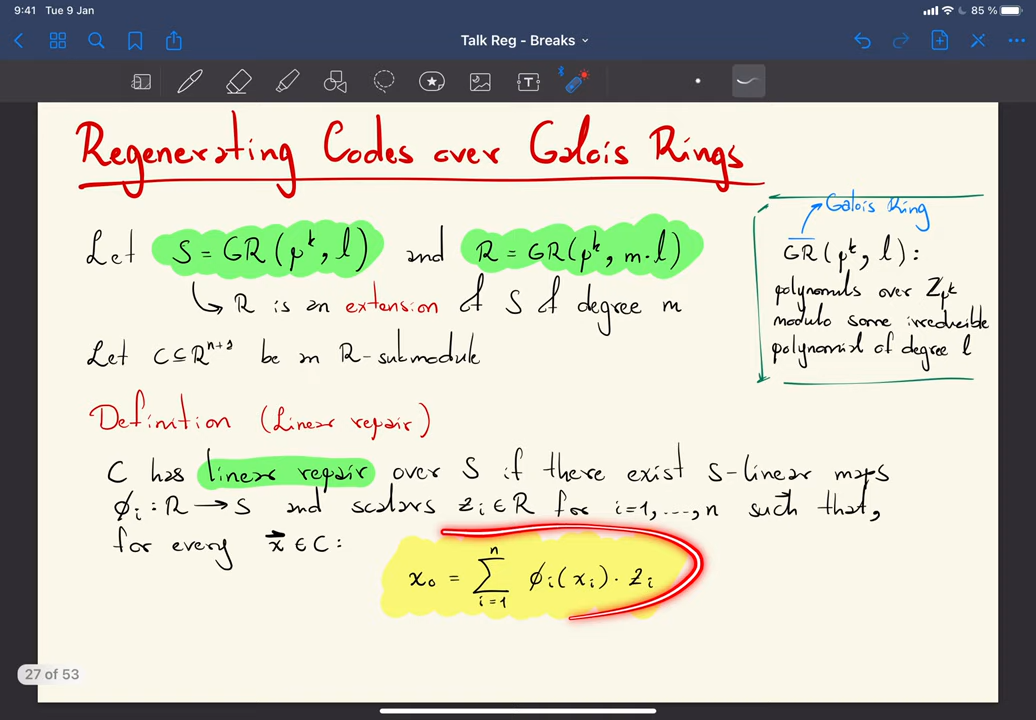 9:41 Tue 9 Jan
85 %
Talk Reg - Breaks
Regenerating Codes over Galois Rings
Let S = GR(p^k, l) and R = GR(p^k, m·l)
↳ R is an extension of S of degree m
Let C ⊆ R^{n+1} be an R-submodule
Galois Ring
GR(p^k, l):
polynomials over Z_{p^k}
modulo some irreducible
polynomial of degree l
Definition (Linear repair)
C has linear repair over S if there exist S-linear maps
ϕ_i : R → S and scalars z_i ∈ R for i=1,...,n such that,
for every x⃗ ∈ C:
x_0 = ∑_{i=1}^{n} ϕ_i(x_i) · z_i
27 of 53